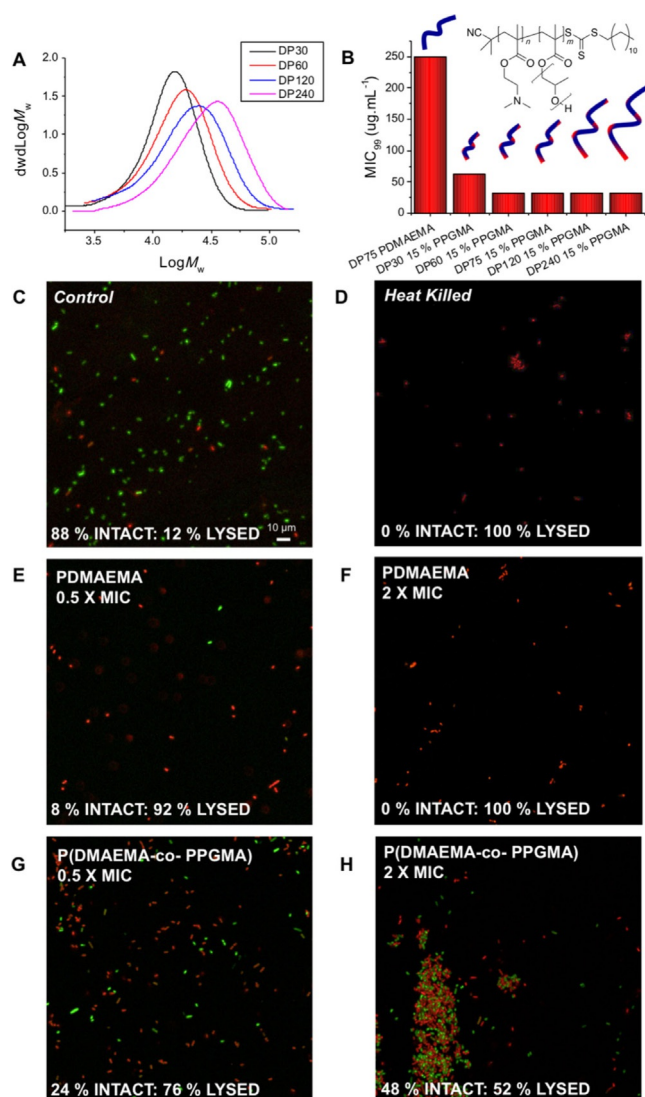 A
DP30
DP60
DP120
DP240
dwdLogMw
2.0
1.5
1.0
0.5
0.0
3.5 4.0 4.5 5.0
LogMw
B
NC
n
m
S S
S
10
O O O O
N
O
H
MIC99 (ug.mL-1)
250
200
150
100
50
0
DP75 PDMAEMA
DP30 15 % PPGMA
DP60 15 % PPGMA
DP75 15 % PPGMA
DP120 15 % PPGMA
DP240 15 % PPGMA
C
Control
10 µm
88 % INTACT: 12 % LYSED
D
Heat Killed
0 % INTACT: 100 % LYSED
E
PDMAEMA
0.5 X MIC
8 % INTACT: 92 % LYSED
F
PDMAEMA
2 X MIC
0 % INTACT: 100 % LYSED
G
P(DMAEMA-co- PPGMA)
0.5 X MIC
24 % INTACT: 76 % LYSED
H
P(DMAEMA-co- PPGMA)
2 X MIC
48 % INTACT: 52 % LYSED